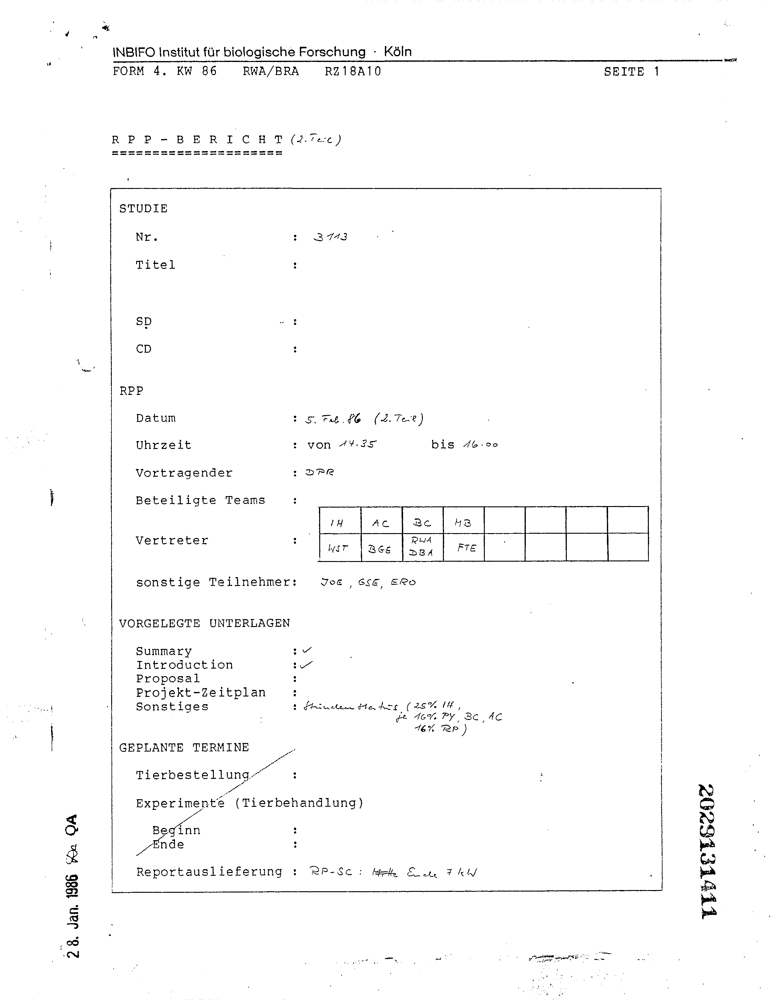 INBIFO Institut für biologische Forschung · Köln
FORM 4. KW 86 RWA/BRA RZ18A10 SEITE 1
R P P - B E R I C H T (2. Teil)
=====================
STUDIE
Nr. : 3113
Titel :
SD :
CD :
RPP
Datum : 5. Feb. 86 (2. Teil)
Uhrzeit : von 14.35 bis 16.00
Vortragender : DPR
Beteiligte Teams :
IH AC BC MB
Vertreter : WST BGE RWA DBA FTE
sonstige Teilnehmer: JOE, GSE, ERO
VORGELEGTE UNTERLAGEN
Summary : ✓
Introduction : ✓
Proposal :
Projekt-Zeitplan :
Sonstiges : (25% IH,
je 16% PY, BC, AC
16% RP)
GEPLANTE TERMINE
Tierbestellung :
Experimente (Tierbehandlung)
Beginn :
Ende :
Reportauslieferung : RP-SC : Ende 7 KW
28. Jan. 1986 QA
2029131411